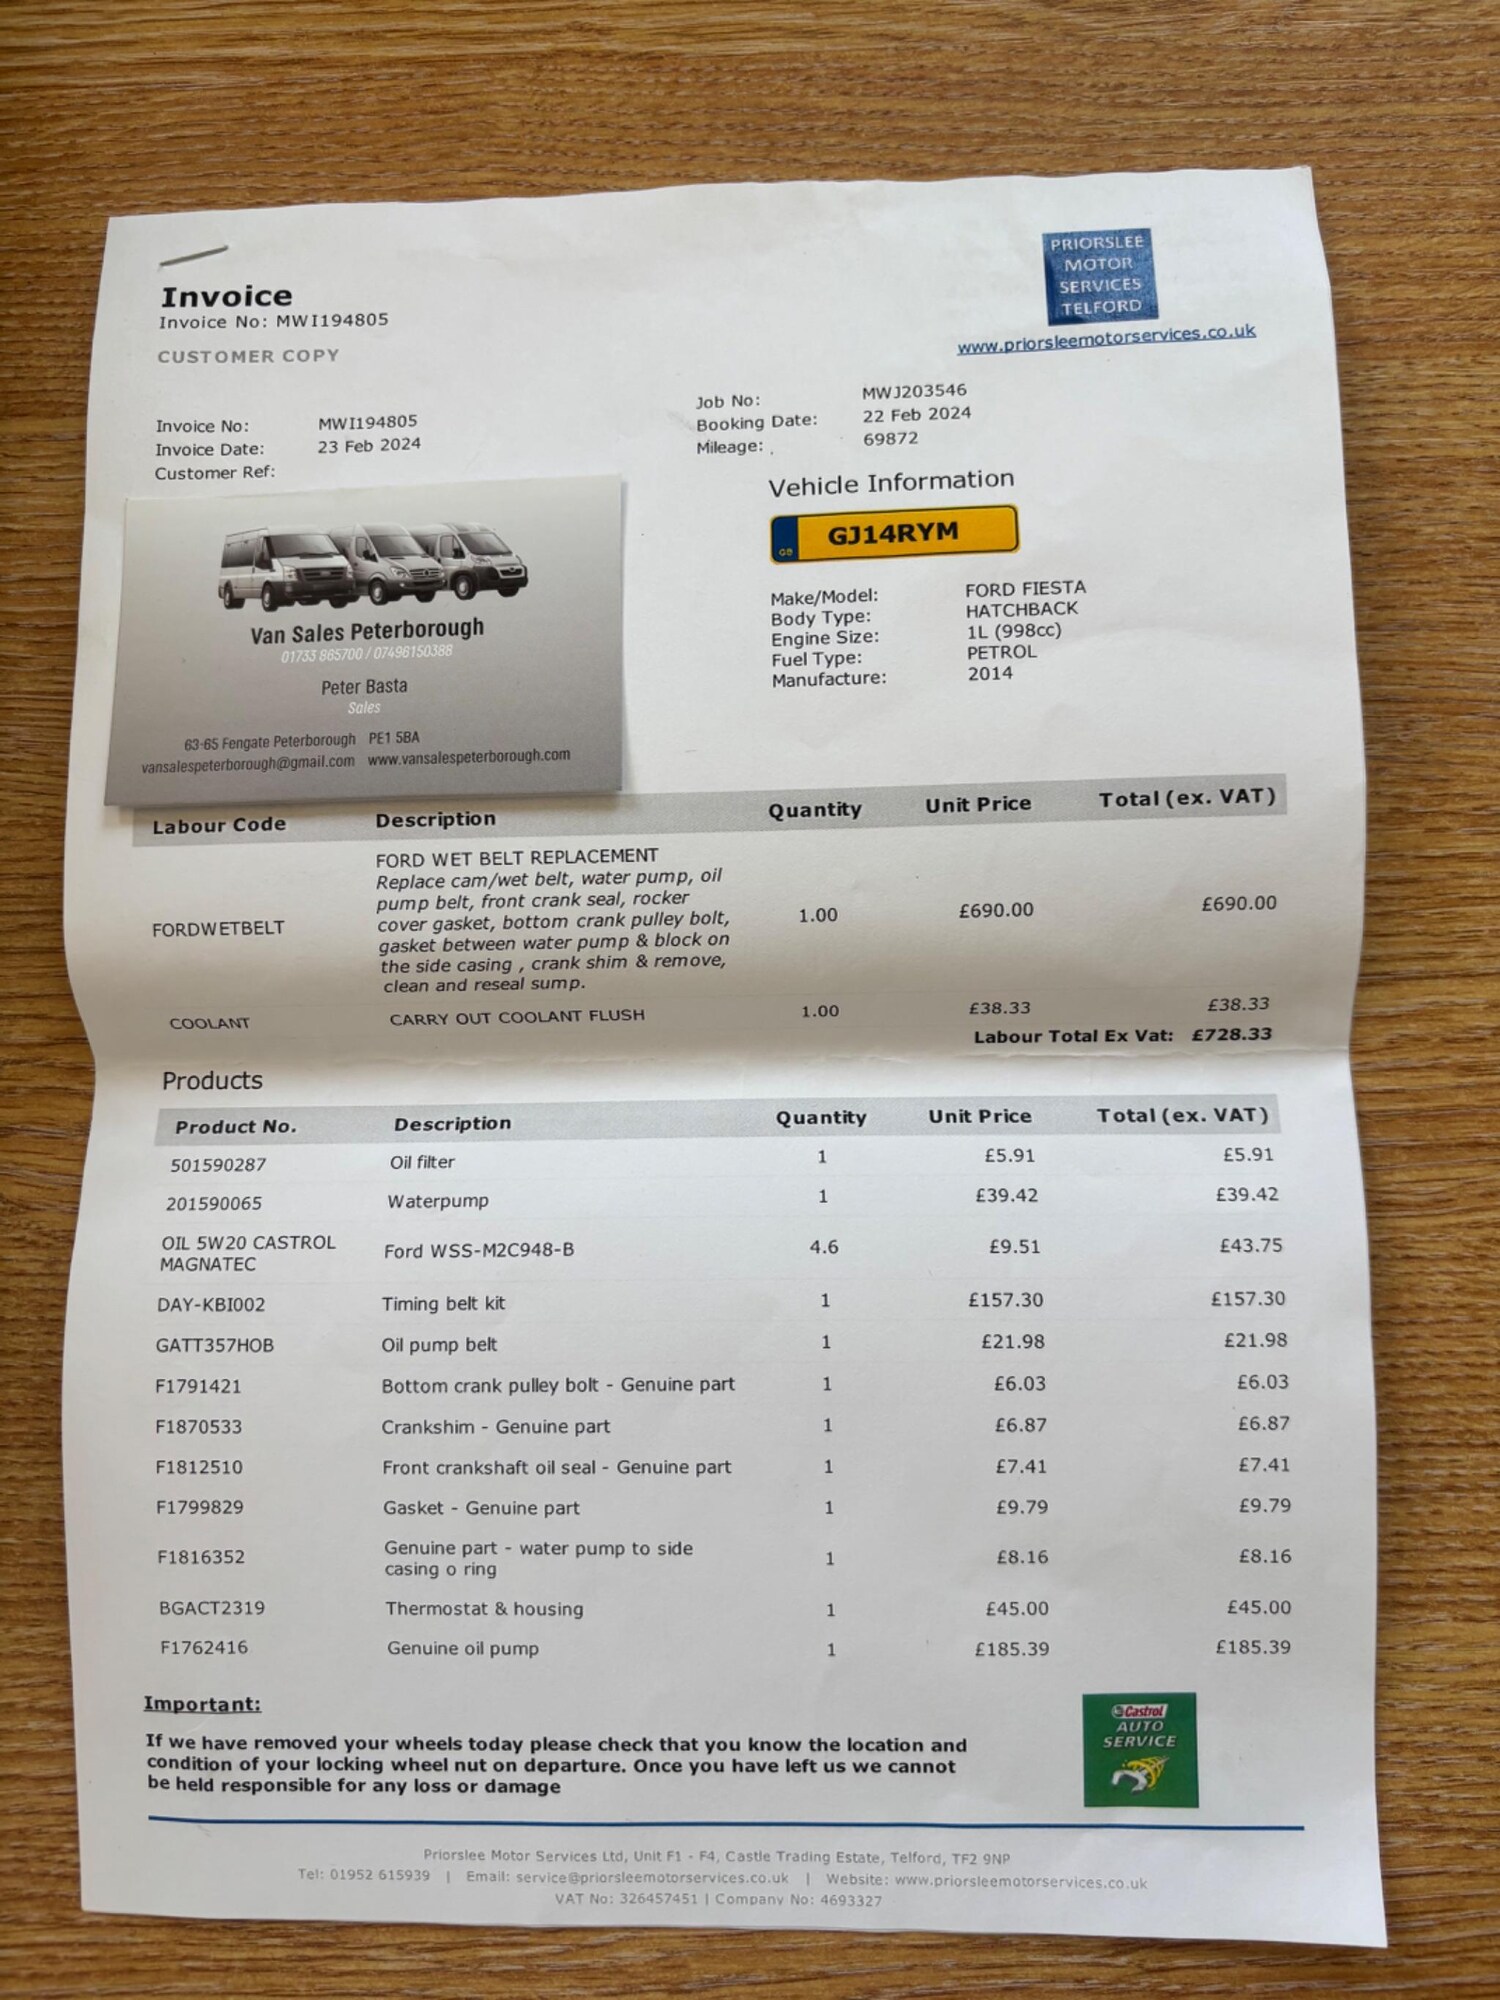 Invoice
Invoice No: MWI194805
CUSTOMER COPY
PRIORSLEE
MOTOR
SERVICES
TELFORD
www.priorsleemotorservices.co.uk
Invoice No: MWI194805
Invoice Date: 23 Feb 2024
Customer Ref:
Job No: MWJ203546
Booking Date: 22 Feb 2024
Mileage: 69872
Vehicle Information
GB GJ14RYM
Make/Model: FORD FIESTA
Body Type: HATCHBACK
Engine Size: 1L (998cc)
Fuel Type: PETROL
Manufacture: 2014
Van Sales Peterborough
01733 865700 / 07496150388
Peter Basta
Sales
63-65 Fengate Peterborough PE1 5BA
vansalespeterborough@gmail.com www.vansalespeterborough.com
Labour Code Description Quantity Unit Price Total (ex. VAT)
FORD WET BELT REPLACEMENT
Replace cam/wet belt, water pump, oil
pump belt, front crank seal, rocker
cover gasket, bottom crank pulley bolt,
FORDWETBELT 1.00 £690.00 £690.00
gasket between water pump & block on
the side casing , crank shim & remove,
clean and reseal sump.
COOLANT CARRY OUT COOLANT FLUSH 1.00 £38.33 £38.33
Labour Total Ex Vat: £728.33
Products
Product No. Description Quantity Unit Price Total (ex. VAT)
501590287 Oil filter 1 £5.91 £5.91
201590065 Waterpump 1 £39.42 £39.42
OIL 5W20 CASTROL
MAGNATEC Ford WSS-M2C948-B 4.6 £9.51 £43.75
DAY-KBI002 Timing belt kit 1 £157.30 £157.30
GATT357HOB Oil pump belt 1 £21.98 £21.98
F1791421 Bottom crank pulley bolt - Genuine part 1 £6.03 £6.03
F1870533 Crankshim - Genuine part 1 £6.87 £6.87
F1812510 Front crankshaft oil seal - Genuine part 1 £7.41 £7.41
F1799829 Gasket - Genuine part 1 £9.79 £9.79
F1816352 Genuine part - water pump to side
casing o ring 1 £8.16 £8.16
BGACT2319 Thermostat & housing 1 £45.00 £45.00
F1762416 Genuine oil pump 1 £185.39 £185.39
Important:
If we have removed your wheels today please check that you know the location and
condition of your locking wheel nut on departure. Once you have left us we cannot
be held responsible for any loss or damage
Castrol
AUTO
SERVICE
Priorslee Motor Services Ltd, Unit F1 - F4, Castle Trading Estate, Telford, TF2 9NP
Tel: 01952 615939 | Email: service@priorsleemotorservices.co.uk | Website: www.priorsleemotorservices.co.uk
VAT No: 326457451 | Company No: 4693327